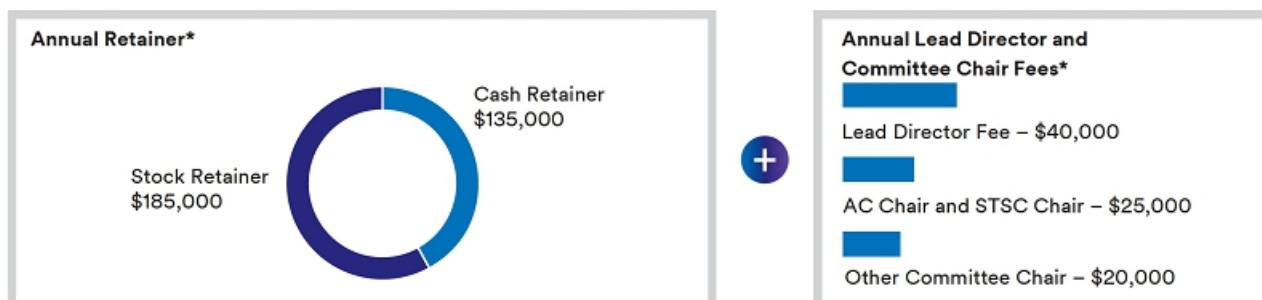 Annual Retainer*
Cash Retainer
$135,000
Stock Retainer
$185,000
+
Annual Lead Director and
Committee Chair Fees*
Lead Director Fee – $40,000
AC Chair and STSC Chair – $25,000
Other Committee Chair – $20,000